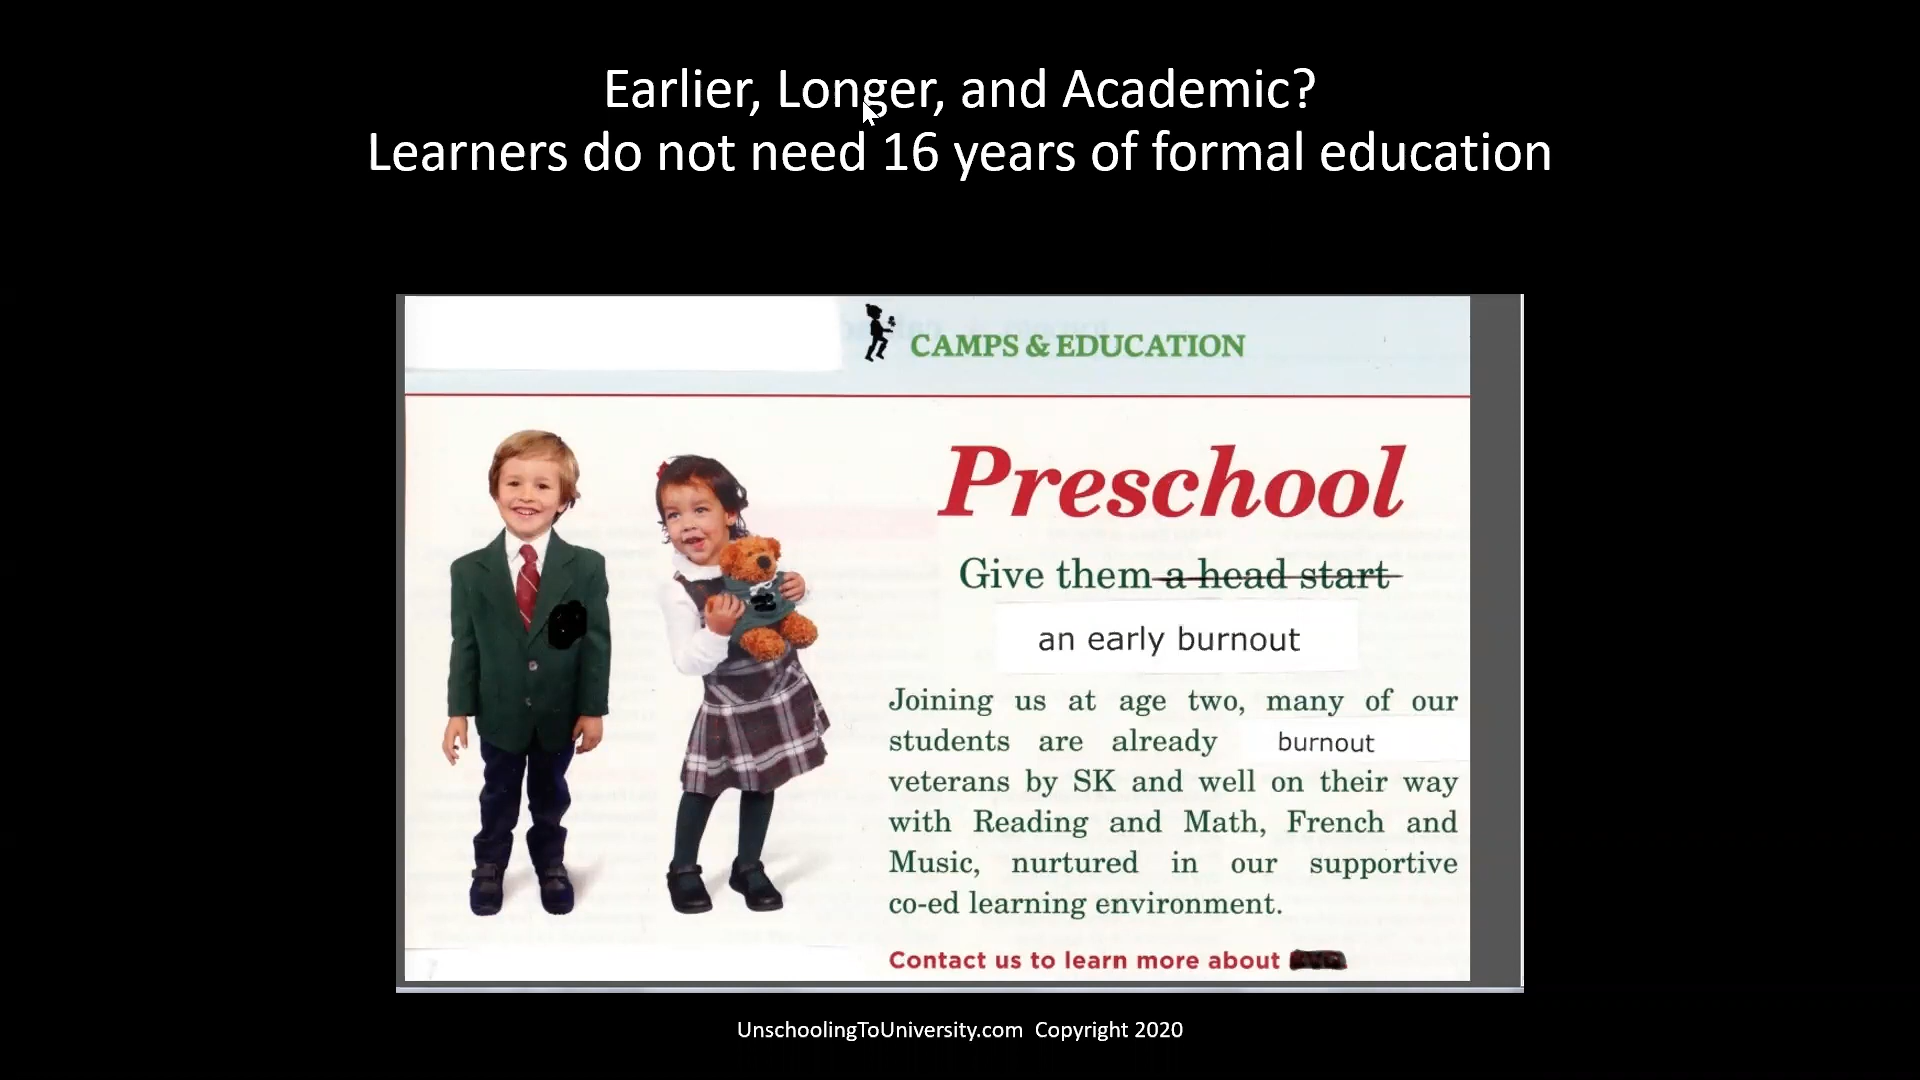 Earlier, Longer, and Academic?
Learners do not need 16 years of formal education
CAMPS & EDUCATION
Preschool
Give them a head start
an early burnout
Joining us at age two, many of our
students are already burnout
veterans by SK and well on their way
with Reading and Math, French and
Music, nurtured in our supportive
co-ed learning environment.
Contact us to learn more about
UnschoolingToUniversity.com Copyright 2020